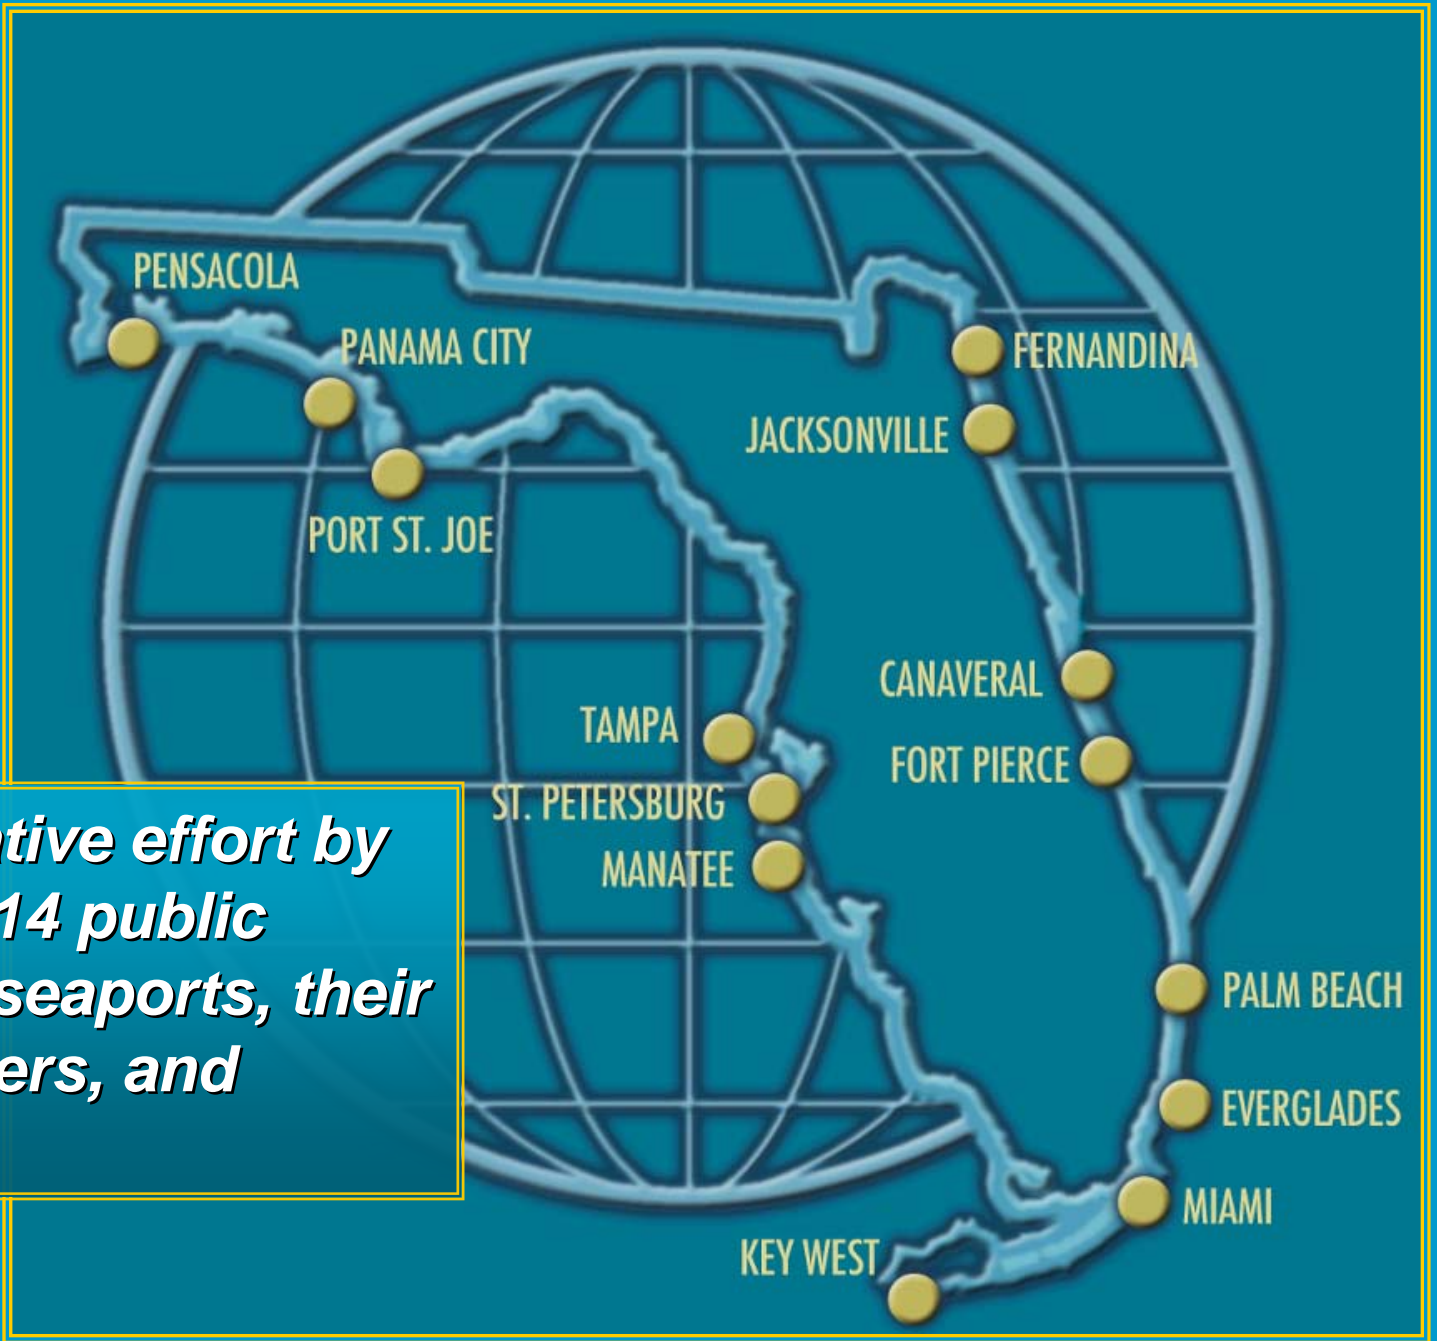 PENSACOLA
PANAMA CITY
FERNANDINA
JACKSONVILLE
PORT ST. JOE
CANAVERAL
TAMPA
FORT PIERCE
ST. PETERSBURG
MANATEE
ative effort by
14 public
seaports, their
ers, and
PALM BEACH
EVERGLADES
MIAMI
KEY WEST